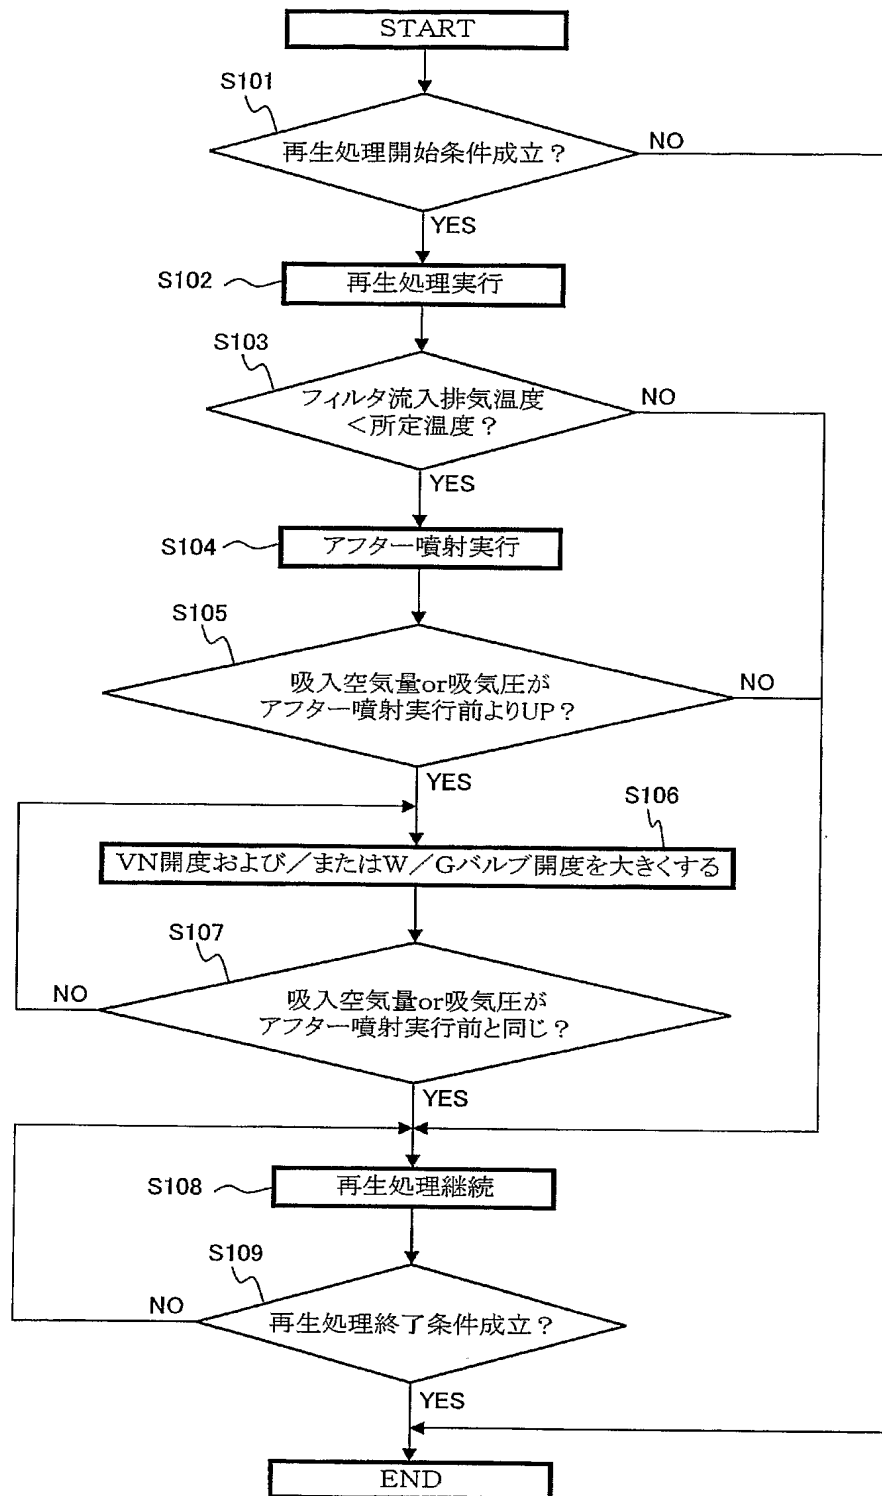 START
S101
再生処理開始条件成立？
NO
YES
S102
再生処理実行
S103
フィルタ流入排気温度
＜所定温度？
NO
YES
S104
アフター噴射実行
S105
吸入空気量or吸気圧が
アフター噴射実行前よりUP？
NO
YES
S106
VN開度および／またはW／Gバルブ開度を大きくする
S107
吸入空気量or吸気圧が
アフター噴射実行前と同じ？
NO
YES
S108
再生処理継続
S109
再生処理終了条件成立？
NO
YES
END